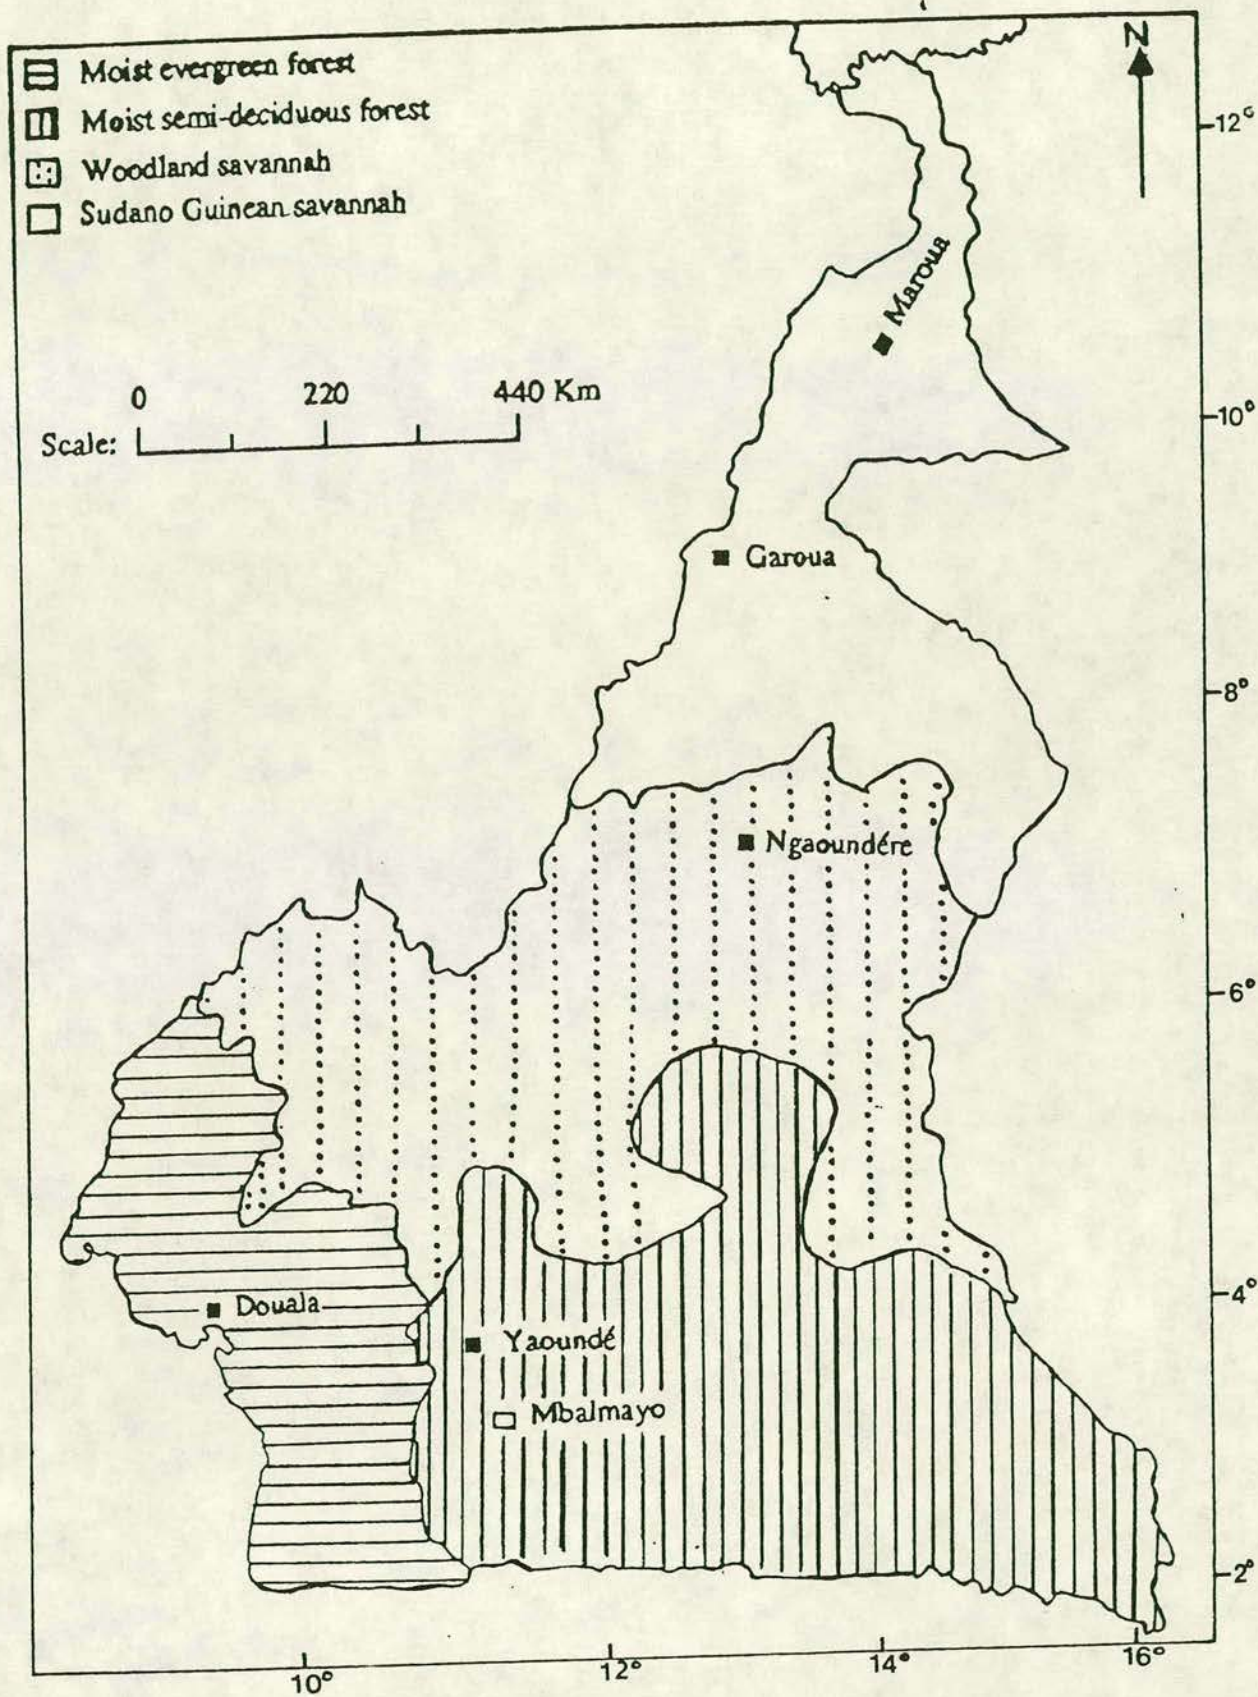 Moist evergreen forest
Moist semi-deciduous forest
Woodland savannah
Sudano Guinean savannah
N
12°
Maroua
0 220 440 Km
Scale:
10°
Garoua
8°
Ngaoundére
6°
4°
Douala
Yaoundé
Mbalmayo
2°
10° 12° 14° 16°